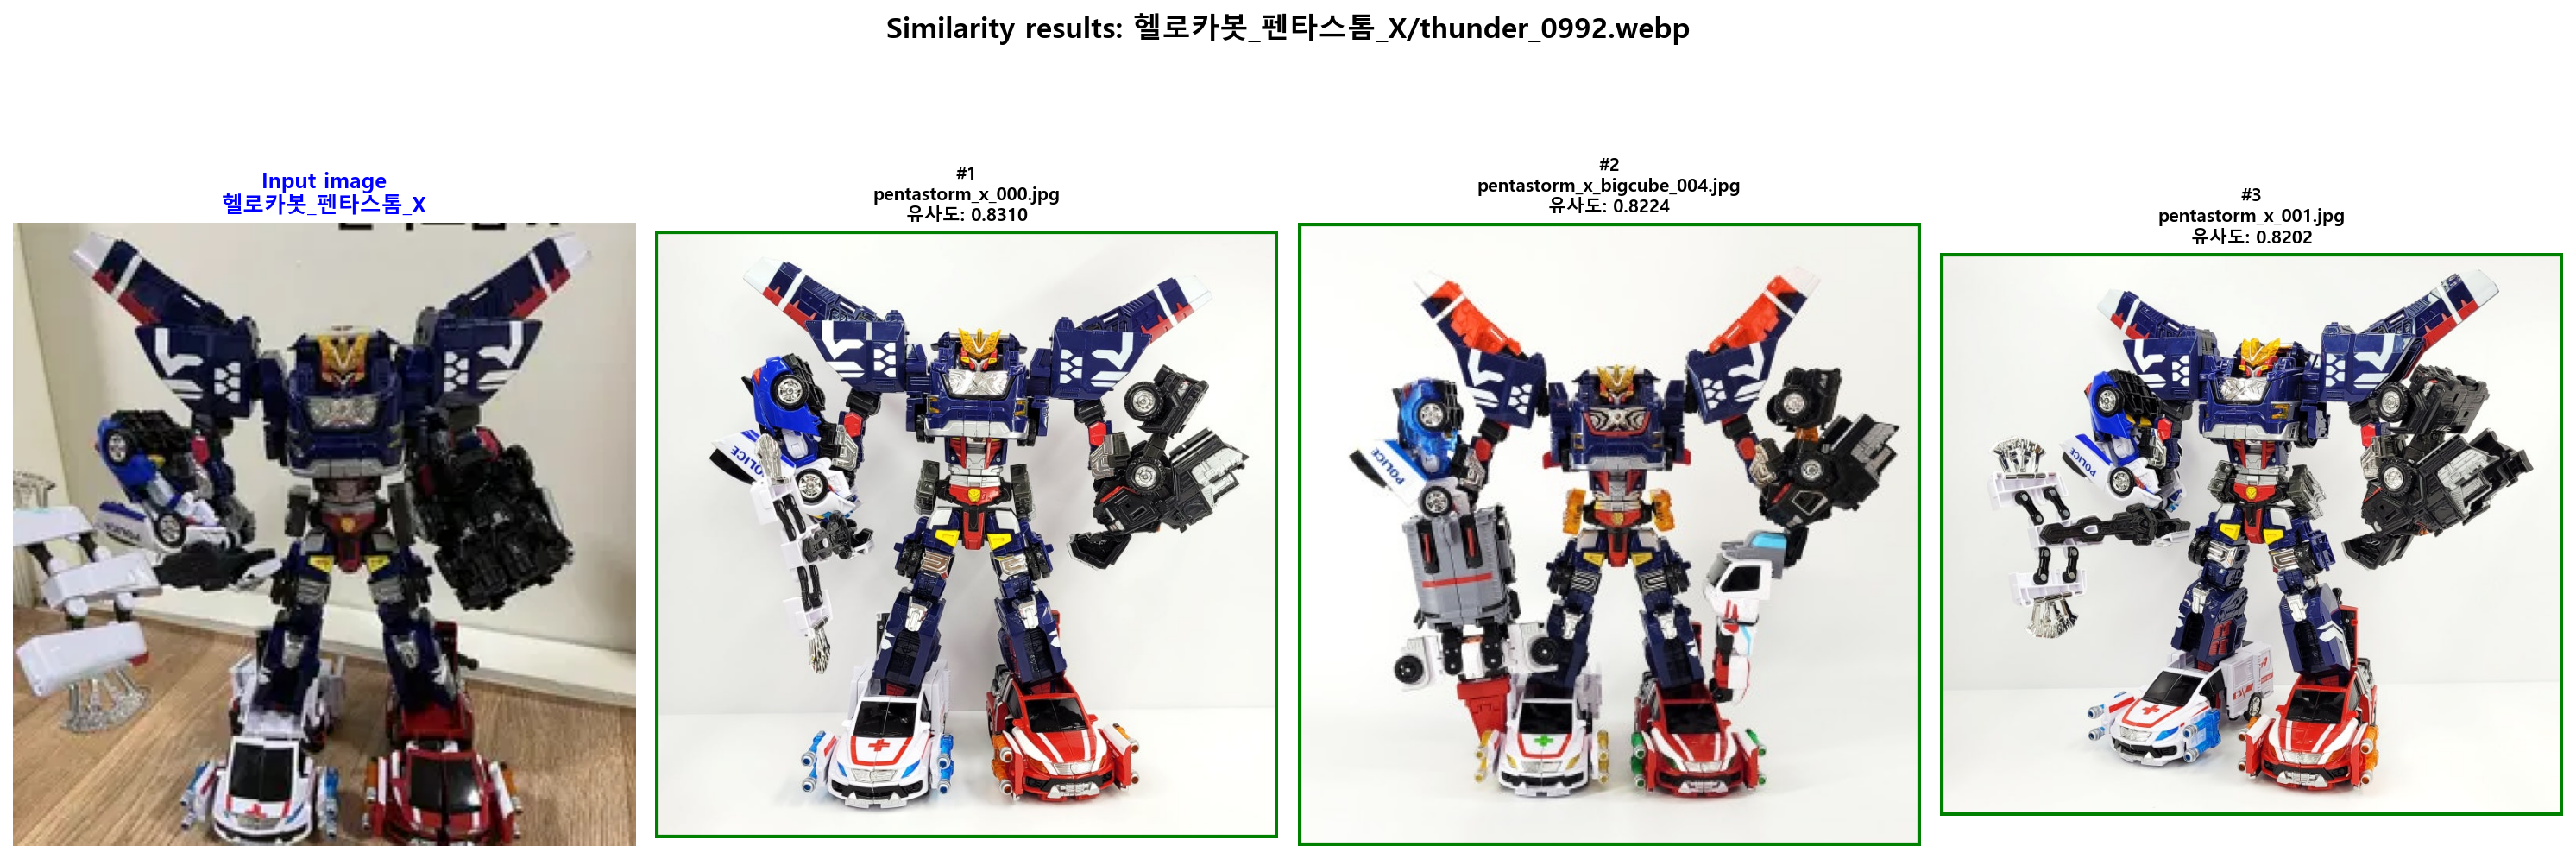 Similarity results: 헬로카봇_펜타스톰_X/thunder_0992.webp
Input image
헬로카봇_펜타스톰_X
#1
pentastorm_x_000.jpg
유사도: 0.8310
#2
pentastorm_x_bigcube_004.jpg
유사도: 0.8224
#3
pentastorm_x_001.jpg
유사도: 0.8202
POLICE
POLICE
POLICE